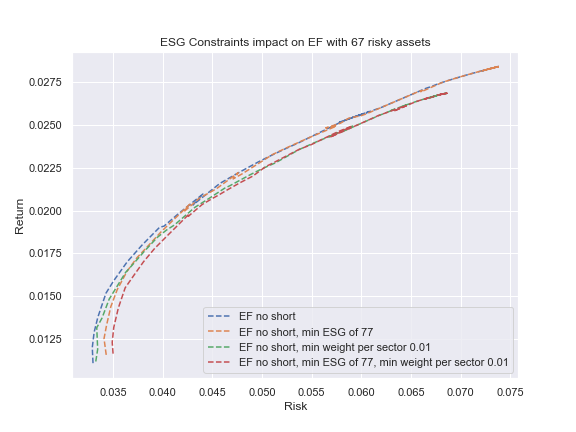 ESG Constraints impact on EF with 67 risky assets
Return
0.0275
0.0250
0.0225
0.0200
0.0175
0.0150
0.0125
EF no short
EF no short, min ESG of 77
EF no short, min weight per sector 0.01
EF no short, min ESG of 77, min weight per sector 0.01
0.035 0.040 0.045 0.050 0.055 0.060 0.065 0.070 0.075
Risk